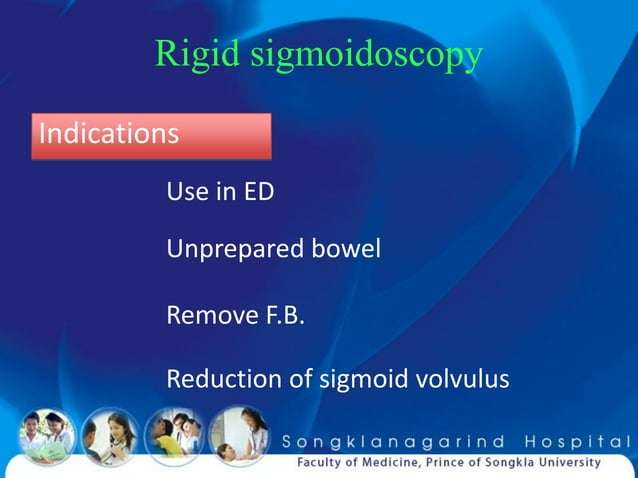 Rigid sigmoidoscopy
Indications
Use in ED
Unprepared bowel
Remove F.B.
Reduction of sigmoid volvulus
Songklanagarind Hospital
Faculty of Medicine, Prince of Songkla University